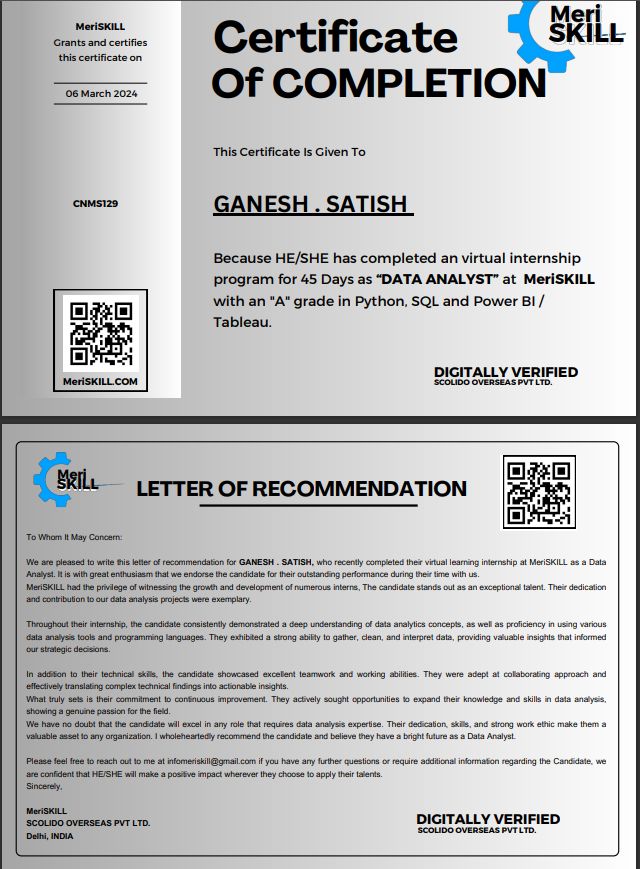 MeriSKILL
Grants and certifies
this certificate on
06 March 2024
CNMS129
MeriSKILL.COM
Meri
SKILL
Certificate
Of COMPLETION
This Certificate Is Given To
GANESH . SATISH
Because HE/SHE has completed an virtual internship
program for 45 Days as “DATA ANALYST” at MeriSKILL
with an "A" grade in Python, SQL and Power BI /
Tableau.
DIGITALLY VERIFIED
SCOLIDO OVERSEAS PVT LTD.
Meri
SKILL
LETTER OF RECOMMENDATION
To Whom It May Concern:
We are pleased to write this letter of recommendation for GANESH . SATISH, who recently completed their virtual learning internship at MeriSKILL as a Data
Analyst. It is with great enthusiasm that we endorse the candidate for their outstanding performance during their time with us.
MeriSKILL had the privilege of witnessing the growth and development of numerous interns, The candidate stands out as an exceptional talent. Their dedication
and contribution to our data analysis projects were exemplary.
Throughout their internship, the candidate consistently demonstrated a deep understanding of data analytics concepts, as well as proficiency in using various
data analysis tools and programming languages. They exhibited a strong ability to gather, clean, and interpret data, providing valuable insights that informed
our strategic decisions.
In addition to their technical skills, the candidate showcased excellent teamwork and working abilities. They were adept at collaborating approach and
effectively translating complex technical findings into actionable insights.
What truly sets is their commitment to continuous improvement. They actively sought opportunities to expand their knowledge and skills in data analysis,
showing a genuine passion for the field.
We have no doubt that the candidate will excel in any role that requires data analysis expertise. Their dedication, skills, and strong work ethic make them a
valuable asset to any organization. I wholeheartedly recommend the candidate and believe they have a bright future as a Data Analyst.
Please feel free to reach out to me at infomeriskill@gmail.com if you have any further questions or require additional information regarding the Candidate, we
are confident that HE/SHE will make a positive impact wherever they choose to apply their talents.
Sincerely,
MeriSKILL
SCOLIDO OVERSEAS PVT LTD.
Delhi, INDIA
DIGITALLY VERIFIED
SCOLIDO OVERSEAS PVT LTD.